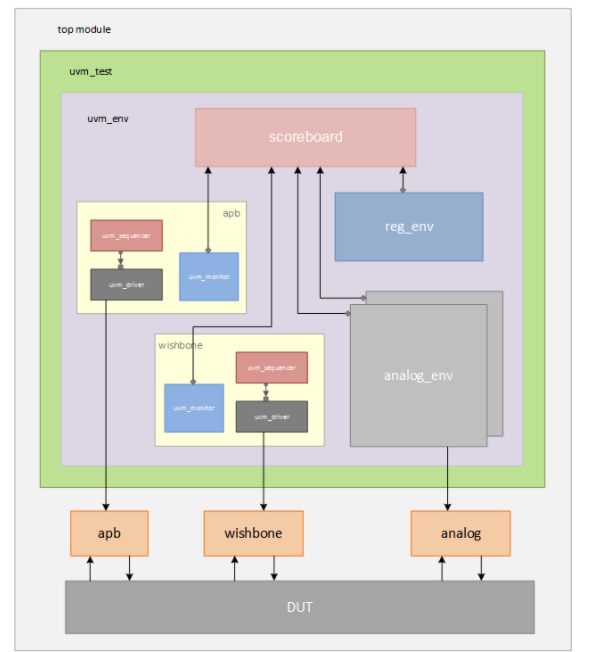 top module
uvm_test
uvm_env
scoreboard
apb
uvm_sequencer
uvm_driver
uvm_monitor
reg_env
wishbone
uvm_monitor
uvm_sequencer
uvm_driver
analog_env
apb
wishbone
analog
DUT